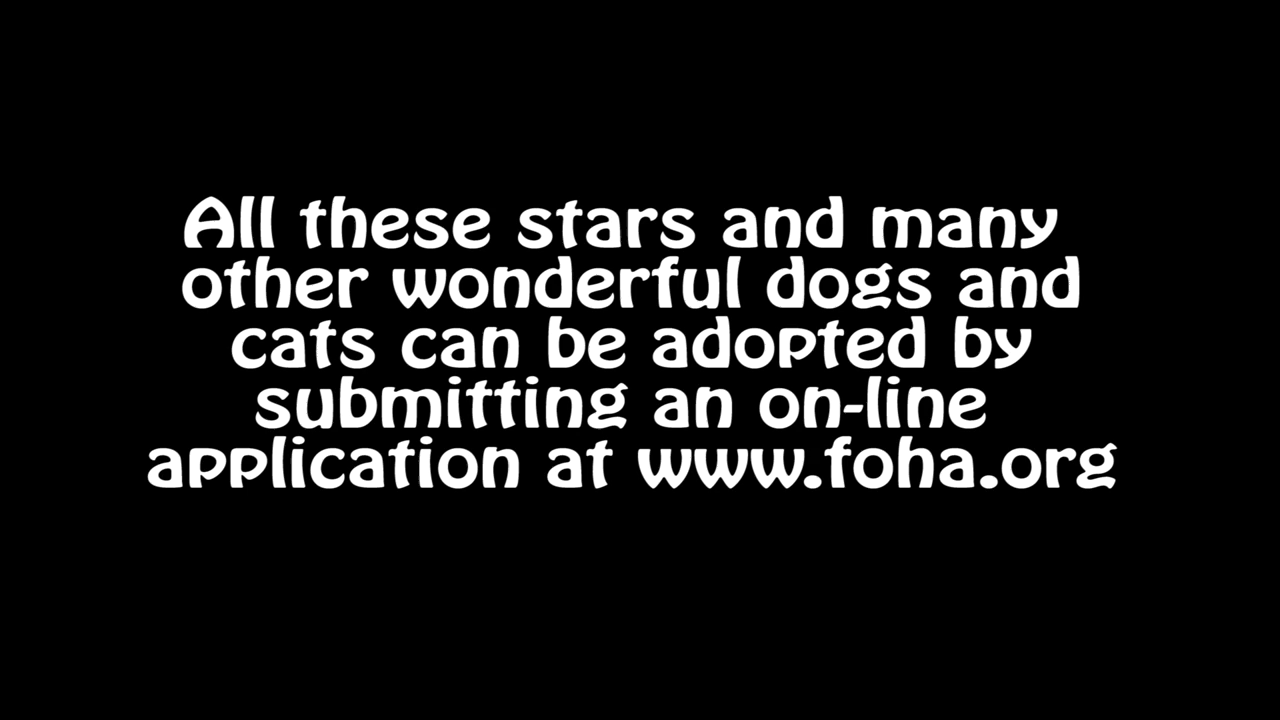 All these stars and many
other wonderful dogs and
cats can be adopted by
submitting an on-line
application at www.foha.org